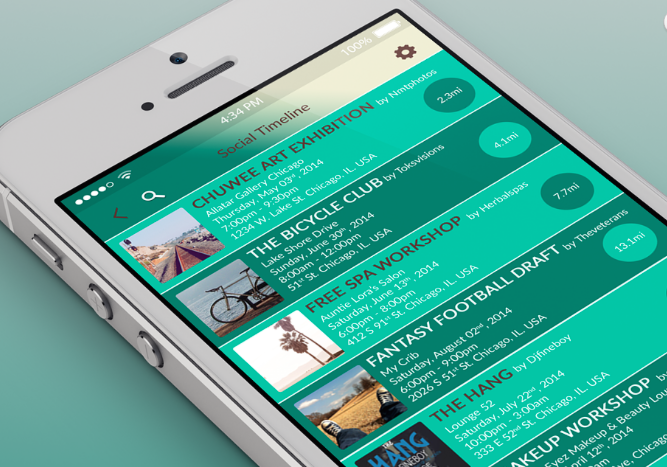 100%
4:34 PM
Social Timeline
CHUWEE ART EXHIBITION by Nmtphotos
Allatar Gallery Chicago
Thursday, May 03rd, 2014
7:00pm - 9:30pm
1234 W. Lake St. Chicago, IL. USA
2.3mi
THE BICYCLE CLUB by Toksvisions
Lake Shore Drive
Sunday, June 30th, 2014
8:00am - 12:00pm
51st St. Chicago, IL. USA
4.1mi
FREE SPA WORKSHOP by Herbalspas
Auntie Lora's Salon
Saturday, June 13th, 2014
6:00pm - 8:00pm
412 S 91st St. Chicago, IL. USA
7.7mi
FANTASY FOOTBALL DRAFT by Theveterans
My Crib
Saturday, August 02nd, 2014
6:00pm - 9:00pm
2026 S 51st St. Chicago, IL. USA
13.1mi
THE HANG by Djfineboy
Lounge 52
Saturday, July 22nd, 2014
10:00pm - 3:00am
333 E 52nd St. Chicago, IL. USA
THE
HANG
AKEUP WORKSHOP
Eyez Makeup & Beauty Lou
April 12th, 2014